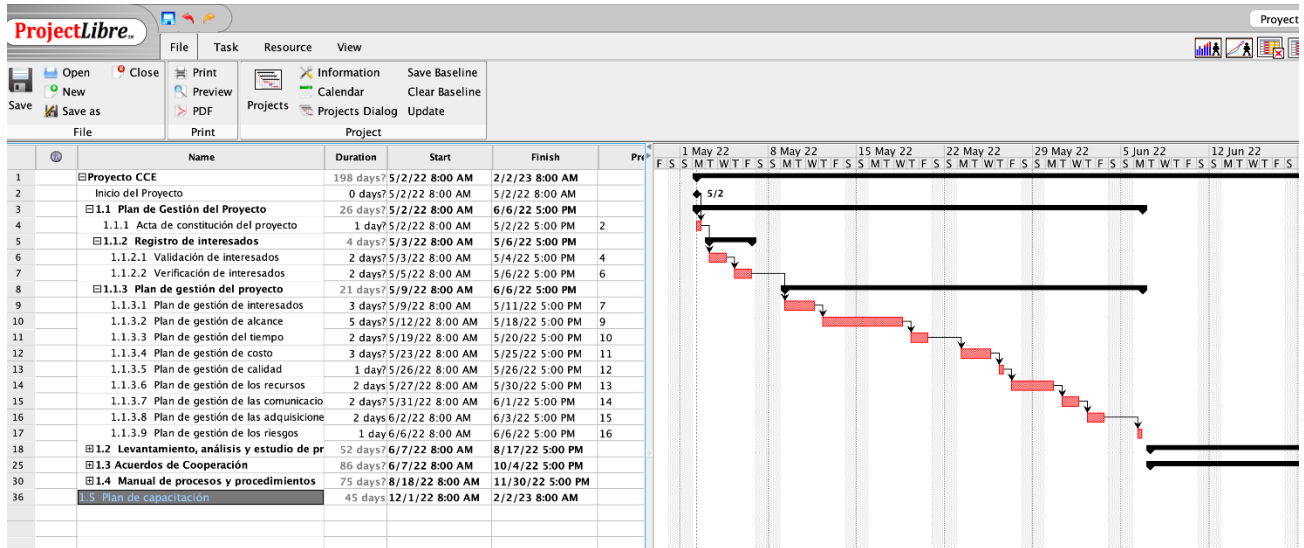 ProjectLibre™
Proyect
File Task Resource View
Save
Open
Close
New
Save as
File
Print
Preview
PDF
Print
Projects
Information
Save Baseline
Calendar
Clear Baseline
Projects Dialog
Update
Project
Name Duration Start Finish Pre
1 Proyecto CCE 198 days? 5/2/22 8:00 AM 2/2/23 8:00 AM
2 Inicio del Proyecto 0 days? 5/2/22 8:00 AM 5/2/22 8:00 AM
3 1.1 Plan de Gestión del Proyecto 26 days? 5/2/22 8:00 AM 6/6/22 5:00 PM
4 1.1.1 Acta de constitución del proyecto 1 day? 5/2/22 8:00 AM 5/2/22 5:00 PM 2
5 1.1.2 Registro de interesados 4 days? 5/3/22 8:00 AM 5/6/22 5:00 PM
6 1.1.2.1 Validación de interesados 2 days? 5/3/22 8:00 AM 5/4/22 5:00 PM 4
7 1.1.2.2 Verificación de interesados 2 days? 5/5/22 8:00 AM 5/6/22 5:00 PM 6
8 1.1.3 Plan de gestión del proyecto 21 days? 5/9/22 8:00 AM 6/6/22 5:00 PM
9 1.1.3.1 Plan de gestión de interesados 3 days? 5/9/22 8:00 AM 5/11/22 5:00 PM 7
10 1.1.3.2 Plan de gestión de alcance 5 days? 5/12/22 8:00 AM 5/18/22 5:00 PM 9
11 1.1.3.3 Plan de gestión del tiempo 2 days? 5/19/22 8:00 AM 5/20/22 5:00 PM 10
12 1.1.3.4 Plan de gestión de costo 3 days? 5/23/22 8:00 AM 5/25/22 5:00 PM 11
13 1.1.3.5 Plan de gestión de calidad 1 day? 5/26/22 8:00 AM 5/26/22 5:00 PM 12
14 1.1.3.6 Plan de gestión de los recursos 2 days 5/27/22 8:00 AM 5/30/22 5:00 PM 13
15 1.1.3.7 Plan de gestión de las comunicacio 2 days? 5/31/22 8:00 AM 6/1/22 5:00 PM 14
16 1.1.3.8 Plan de gestión de las adquisicione 2 days 6/2/22 8:00 AM 6/3/22 5:00 PM 15
17 1.1.3.9 Plan de gestión de los riesgos 1 day 6/6/22 8:00 AM 6/6/22 5:00 PM 16
18 1.2 Levantamiento, análisis y estudio de pr 52 days? 6/7/22 8:00 AM 8/17/22 5:00 PM
25 1.3 Acuerdos de Cooperación 86 days? 6/7/22 8:00 AM 10/4/22 5:00 PM
30 1.4 Manual de procesos y procedimientos 75 days? 8/18/22 8:00 AM 11/30/22 5:00 PM
36 1.5 Plan de capacitación 45 days 12/1/22 8:00 AM 2/2/23 8:00 AM
1 May 22 8 May 22 15 May 22 22 May 22 29 May 22 5 Jun 22 12 Jun 22
F S S M T W T F S S M T W T F S S M T W T F S S M T W T F S S M T W T F S S M T W T F S S M T W T F S
5/2